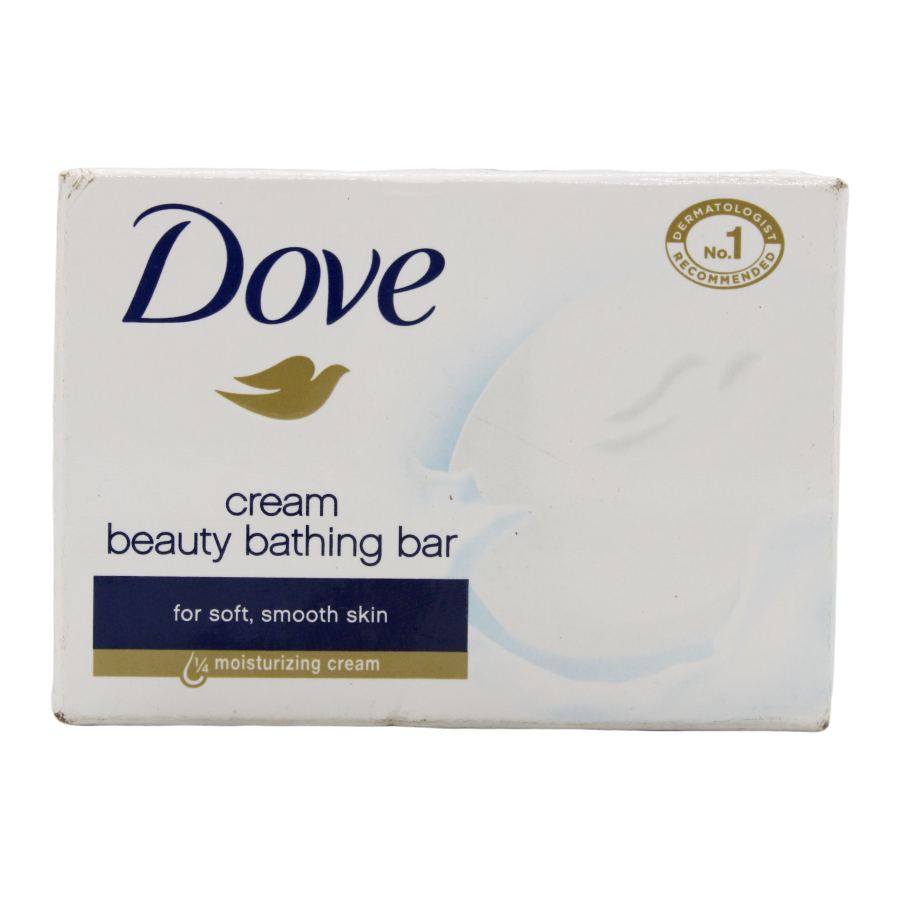 Dove
DERMATOLOGIST
No.1
RECOMMENDED
cream
beauty bathing bar
for soft, smooth skin
¼ moisturizing cream